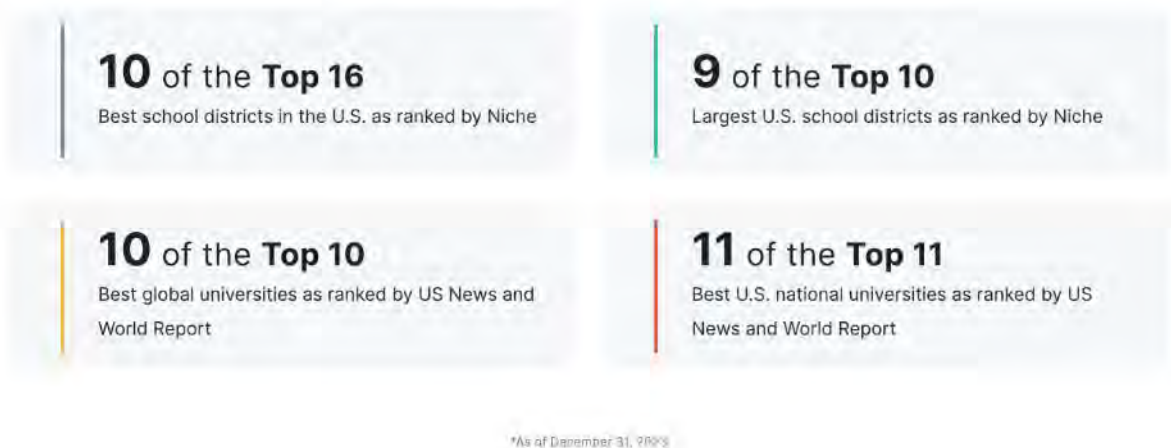 10 of the Top 16
Best school districts in the U.S. as ranked by Niche
9 of the Top 10
Largest U.S. school districts as ranked by Niche
10 of the Top 10
Best global universities as ranked by US News and
World Report
11 of the Top 11
Best U.S. national universities as ranked by US
News and World Report
*As of December 31,